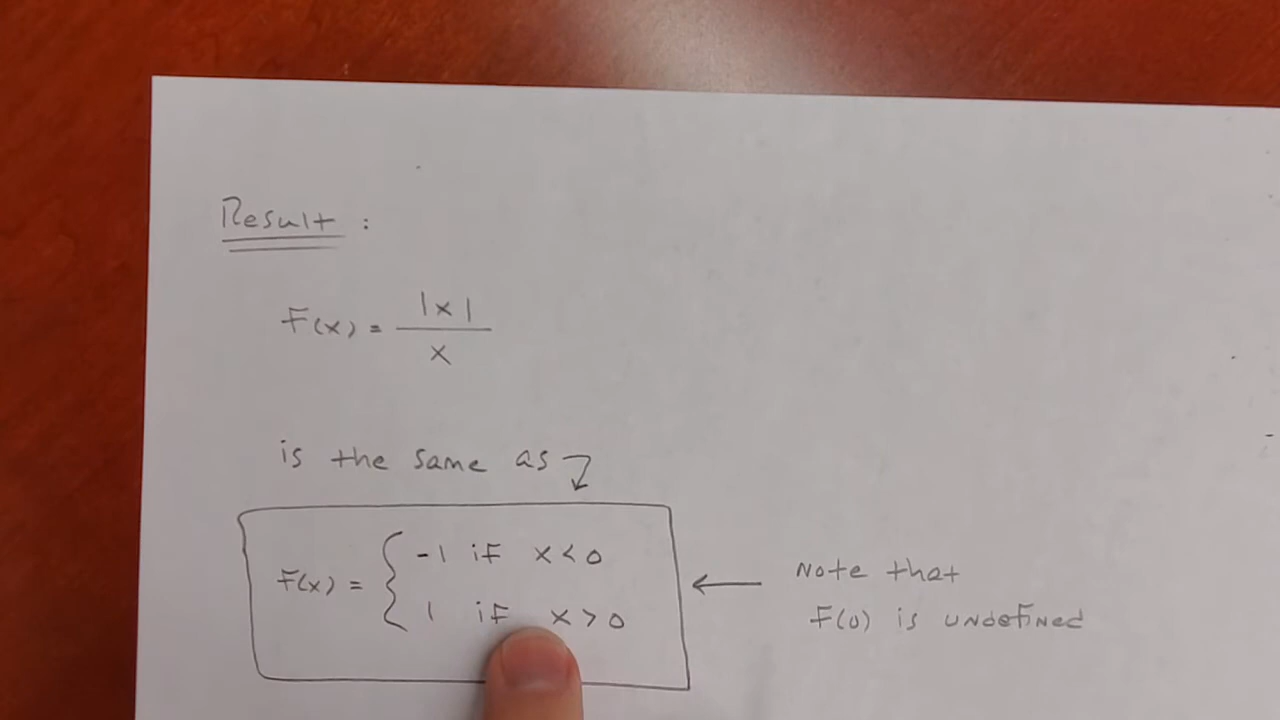 Result:
F(x) = |x| / x
is the same as
F(x) = { -1 if x < 0
1 if x > 0
Note that
F(0) is undefined